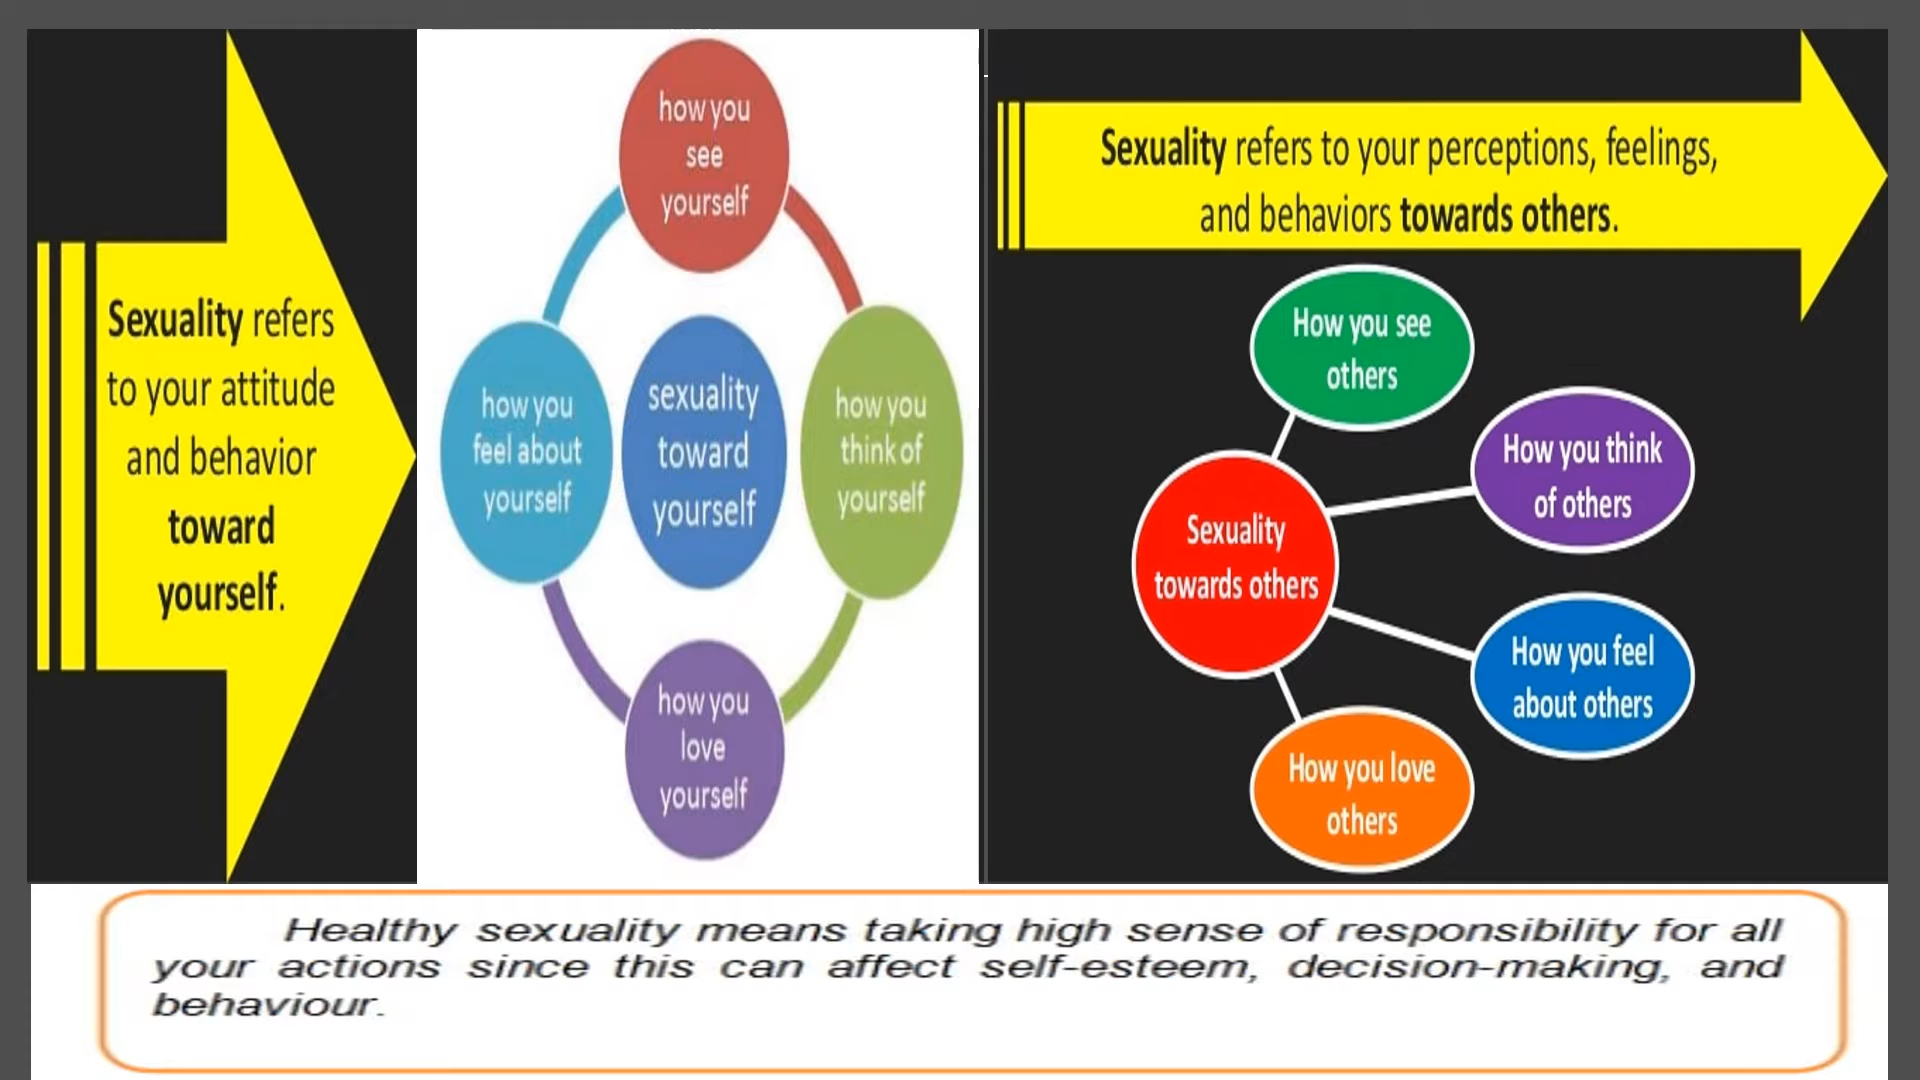 Sexuality refers
to your attitude
and behavior
toward
yourself.
how you
see
yourself
how you
feel about
yourself
sexuality
toward
yourself
how you
think of
yourself
how you
love
yourself
Sexuality refers to your perceptions, feelings,
and behaviors towards others.
How you see
others
How you think
of others
Sexuality
towards others
How you feel
about others
How you love
others
Healthy sexuality means taking high sense of responsibility for all
your actions since this can affect self-esteem, decision-making, and
behaviour.